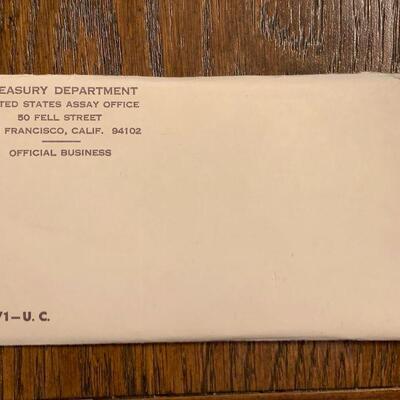 EASURY DEPARTMENT
TED STATES ASSAY OFFICE
50 FELL STREET
FRANCISCO, CALIF. 94102
OFFICIAL BUSINESS
71—U. C.